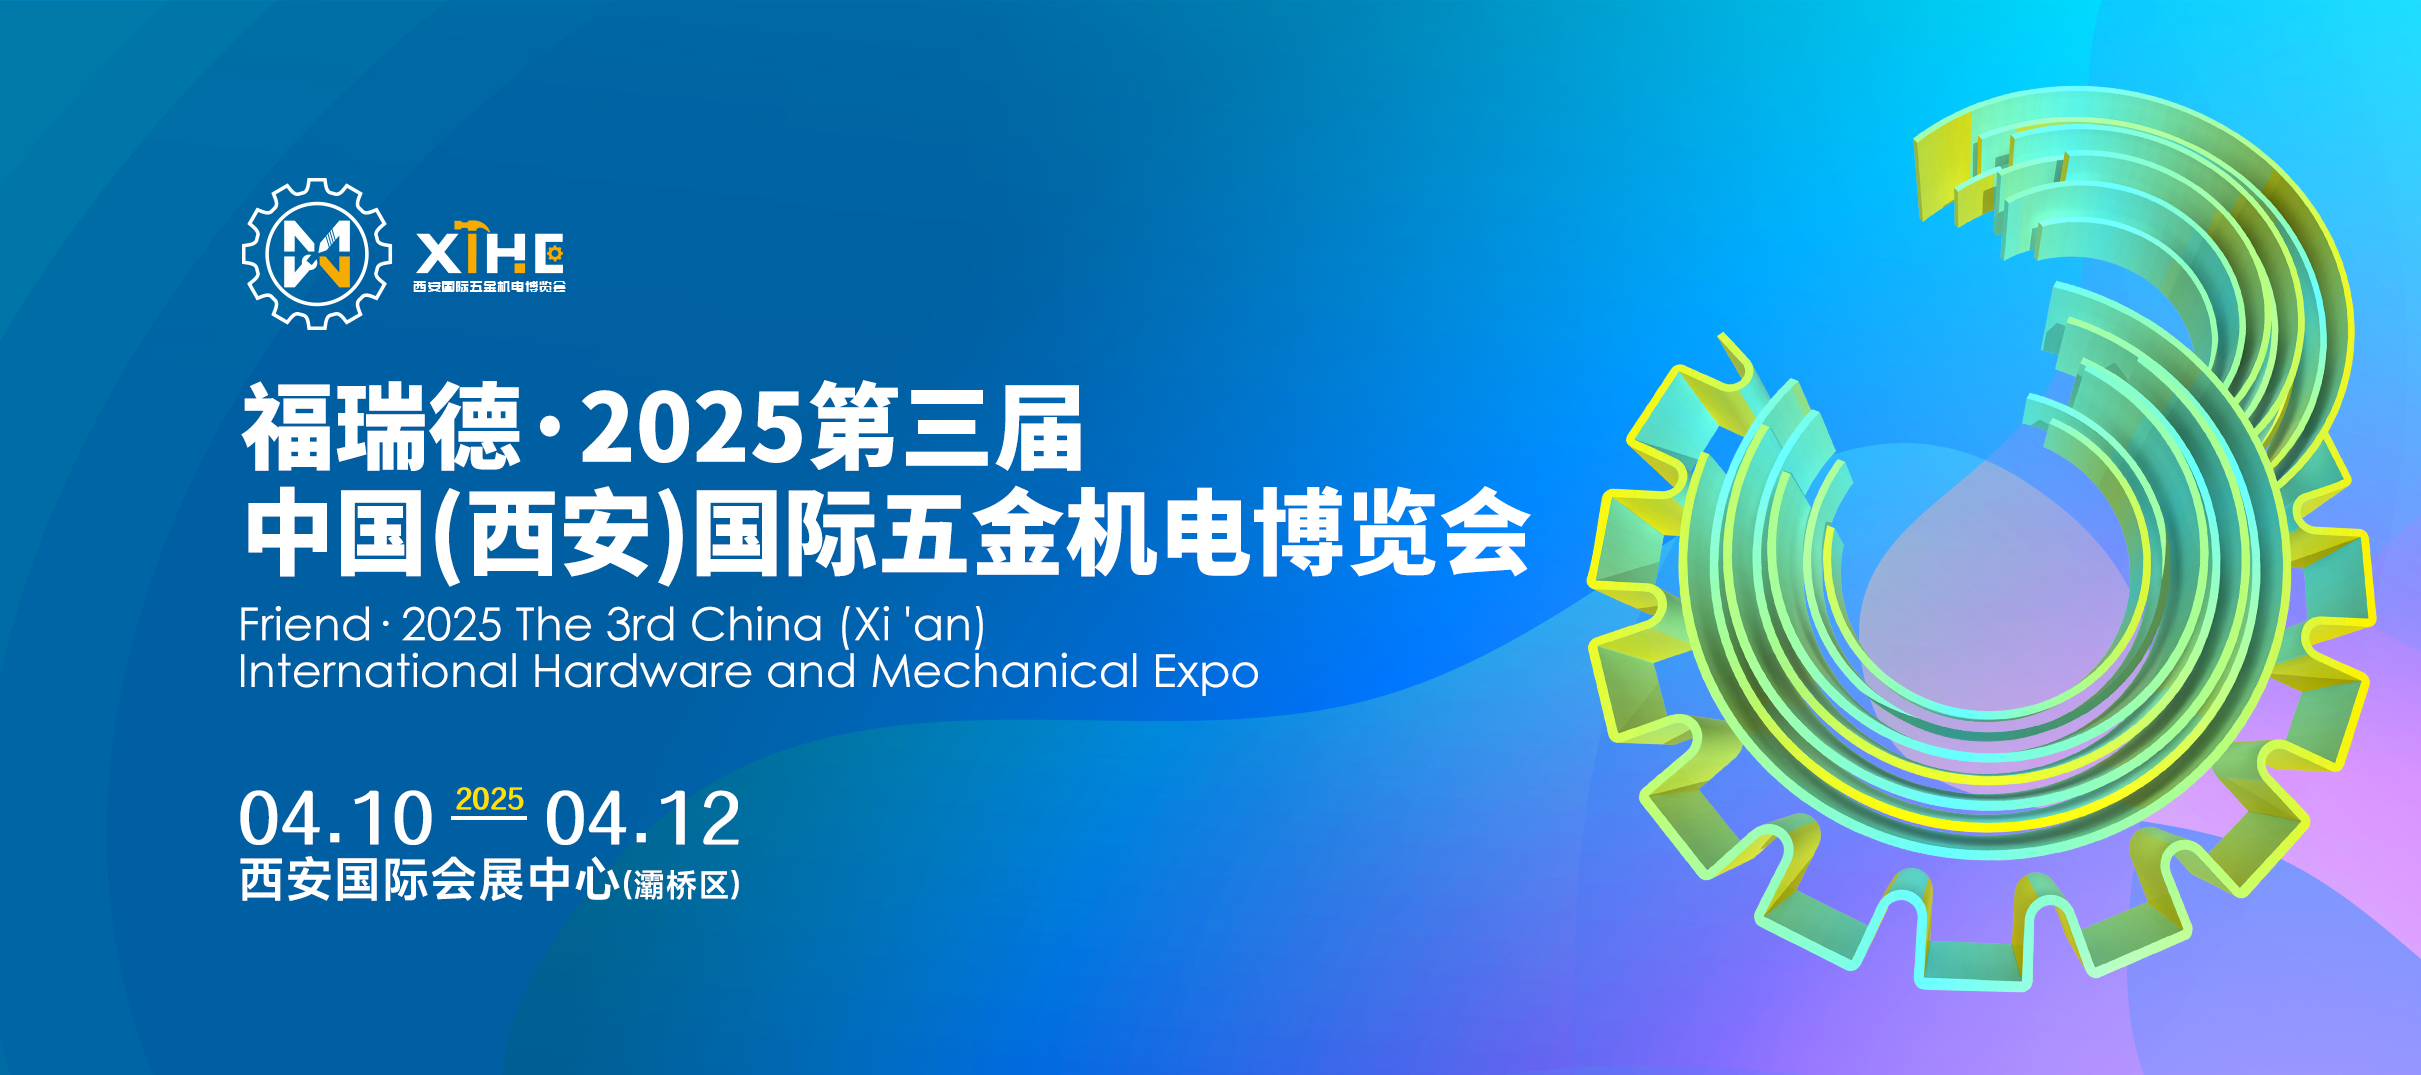 XIHE
西安国际五金机电博览会
福瑞德·2025第三届
中国(西安)国际五金机电博览会
Friend·2025 The 3rd China (Xi 'an)
International Hardware and Mechanical Expo
04.10 2025 04.12
西安国际会展中心(灞桥区)